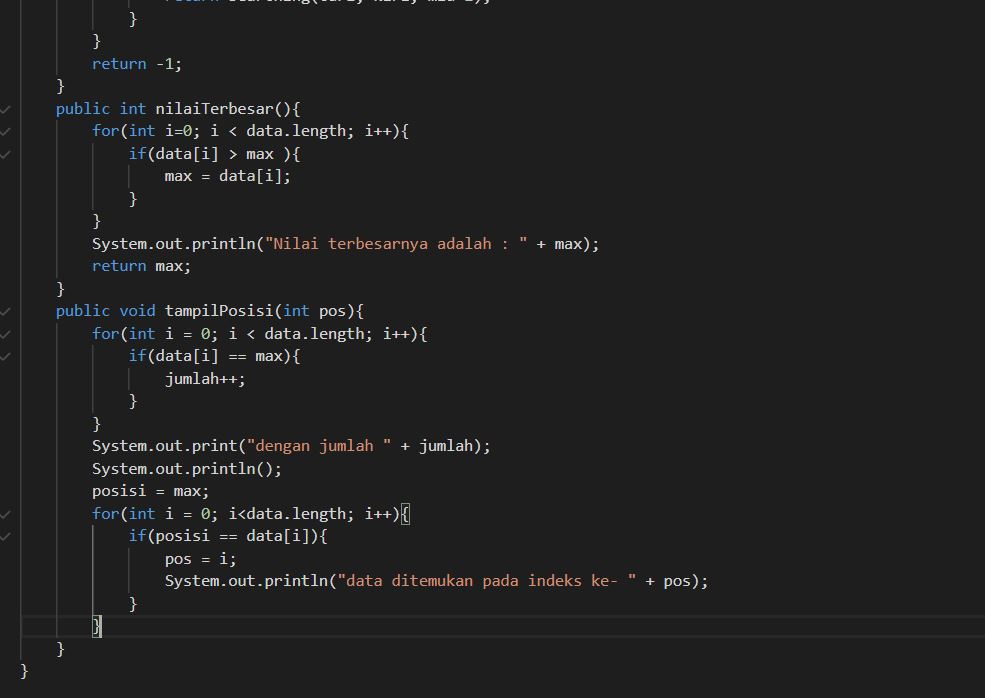 }
}
return -1;
}
public int nilaiTerbesar(){
for(int i=0; i < data.length; i++){
if(data[i] > max ){
max = data[i];
}
}
System.out.println("Nilai terbesarnya adalah : " + max);
return max;
}
public void tampilPosisi(int pos){
for(int i = 0; i < data.length; i++){
if(data[i] == max){
jumlah++;
}
}
System.out.print("dengan jumlah " + jumlah);
System.out.println();
posisi = max;
for(int i = 0; i<data.length; i++){
if(posisi == data[i]){
pos = i;
System.out.println("data ditemukan pada indeks ke- " + pos);
}
}
}
}